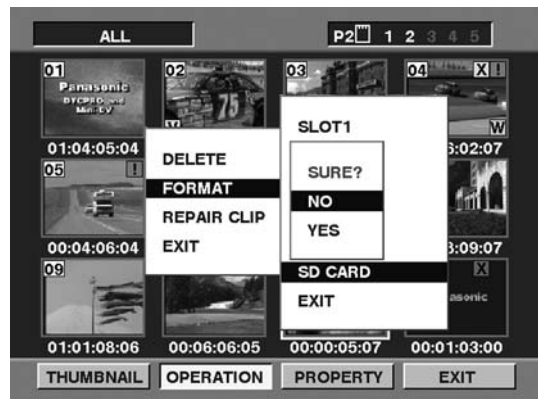 ALL
P2 1 2 3 4 5
01
Panasonic
DVCPRO and
Mini-DV
01:04:05:04
02
75
03
04 X !
W
3:02:07
05 !
00:04:06:04
DELETE
FORMAT
REPAIR CLIP
EXIT
SLOT1
SURE?
NO
YES
SD CARD
EXIT
3:09:07
09
01:01:08:06
00:06:06:05
00:00:05:07
X
asonic
00:01:03:00
THUMBNAIL
OPERATION
PROPERTY
EXIT